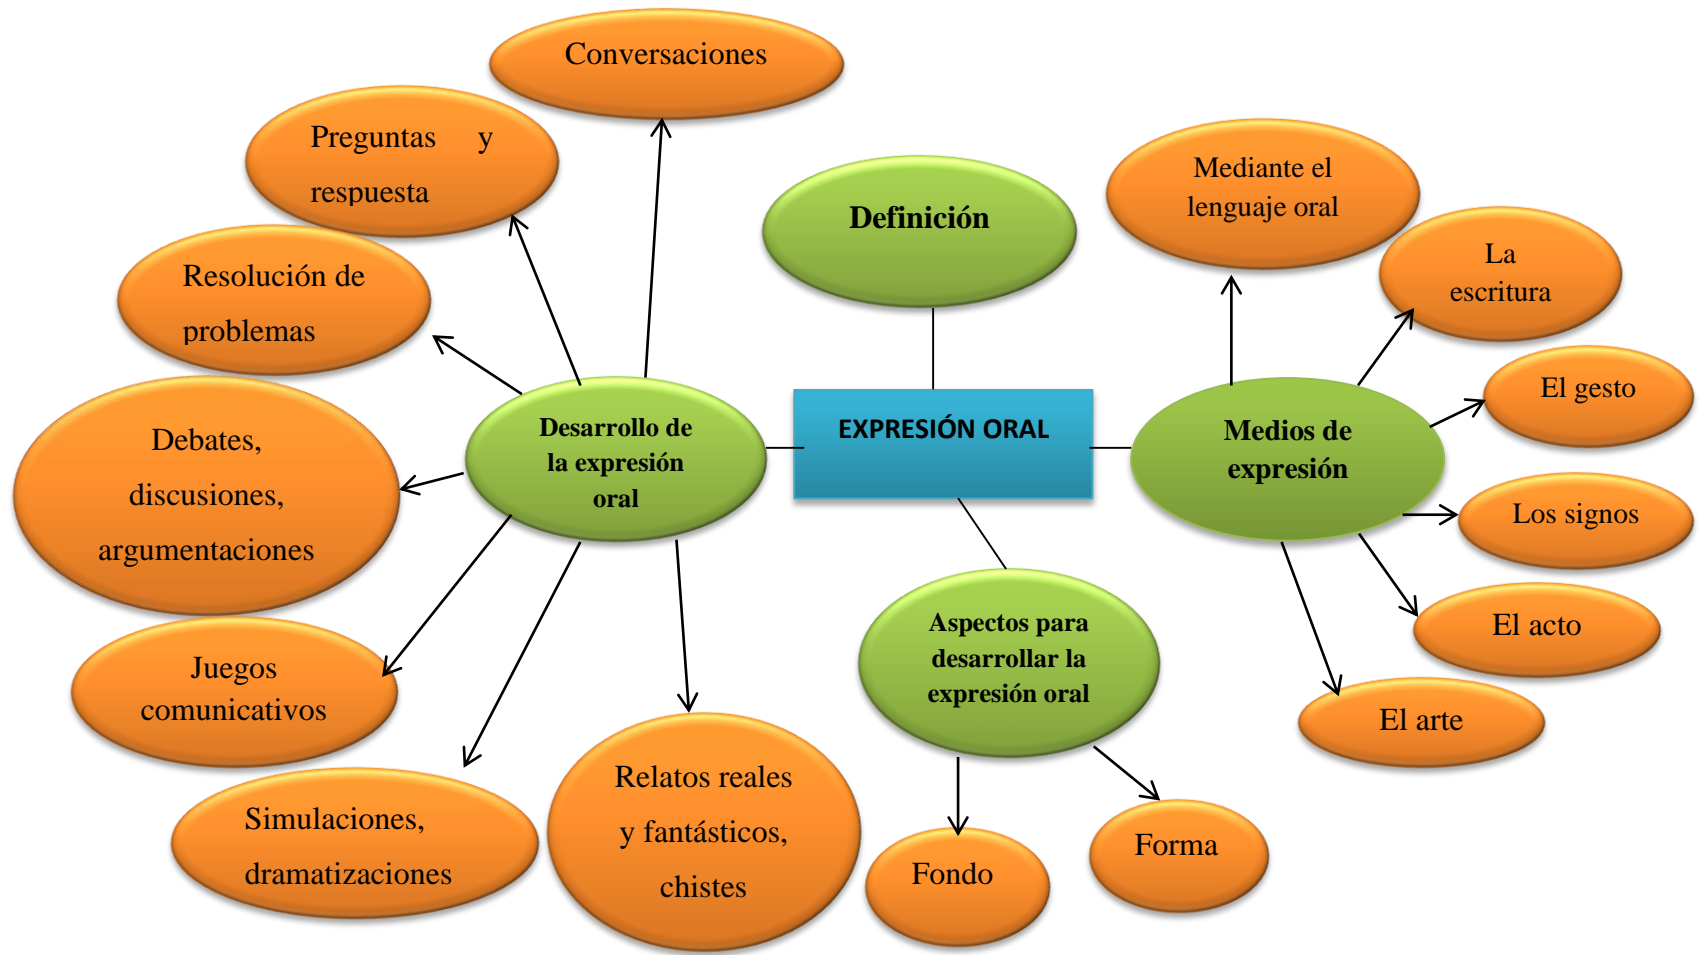 Conversaciones
Preguntas y
respuesta
Resolución de
problemas
Debates,
discusiones,
argumentaciones
Juegos
comunicativos
Simulaciones,
dramatizaciones
Relatos reales
y fantásticos,
chistes
Desarrollo de
la expresión
oral
Definición
EXPRESIÓN ORAL
Aspectos para
desarrollar la
expresión oral
Fondo
Forma
Medios de
expresión
Mediante el
lenguaje oral
La
escritura
El gesto
Los signos
El acto
El arte